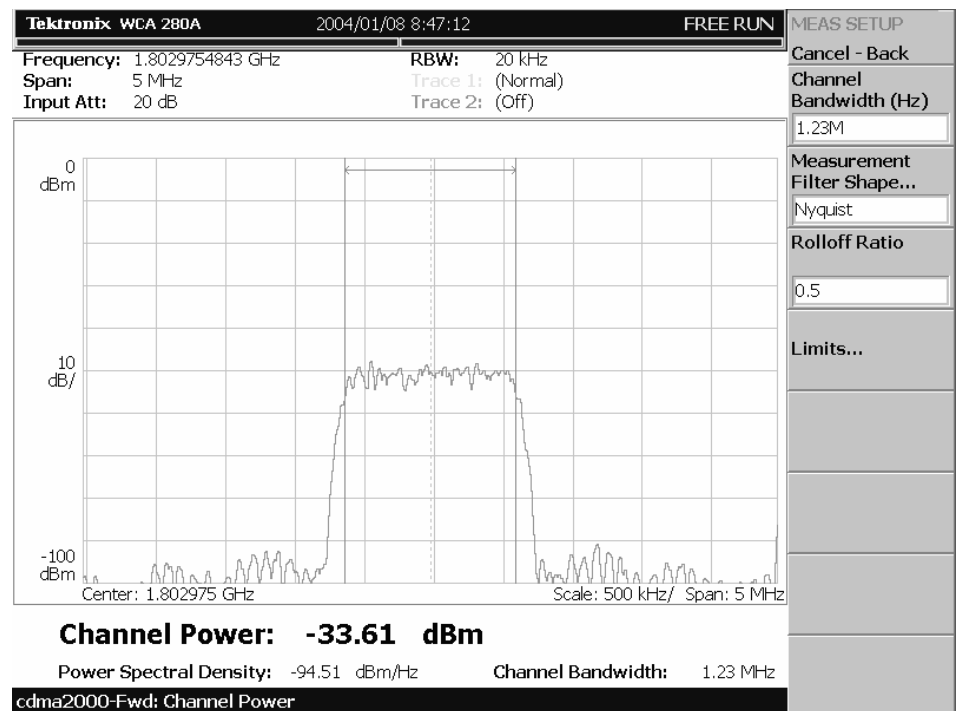 Tektronix WCA 280A 2004/01/08 8:47:12 FREE RUN
Frequency: 1.8029754843 GHz RBW: 20 kHz
Span: 5 MHz Trace 1: (Normal)
Input Att: 20 dB Trace 2: (Off)
0
dBm
10
dB/
-100
dBm
Center: 1.802975 GHz Scale: 500 kHz/ Span: 5 MHz
Channel Power: -33.61 dBm
Power Spectral Density: -94.51 dBm/Hz Channel Bandwidth: 1.23 MHz
cdma2000-Fwd: Channel Power
MEAS SETUP
Cancel - Back
Channel
Bandwidth (Hz)
1.23M
Measurement
Filter Shape...
Nyquist
Rolloff Ratio
0.5
Limits...